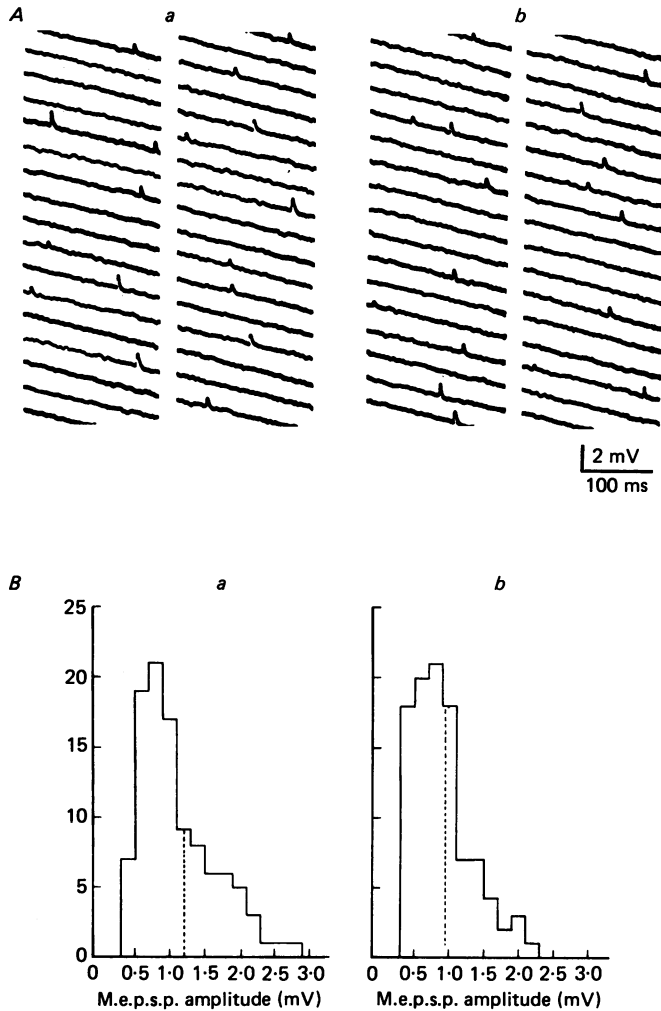 A a b
2 mV
100 ms
B a b
25
20
15
10
5
0
0 0·5 1·0 1·5 2·0 2·5 3·0 0 0·5 1·0 1·5 2·0 2·5 3·0
M.e.p.s.p. amplitude (mV) M.e.p.s.p. amplitude (mV)